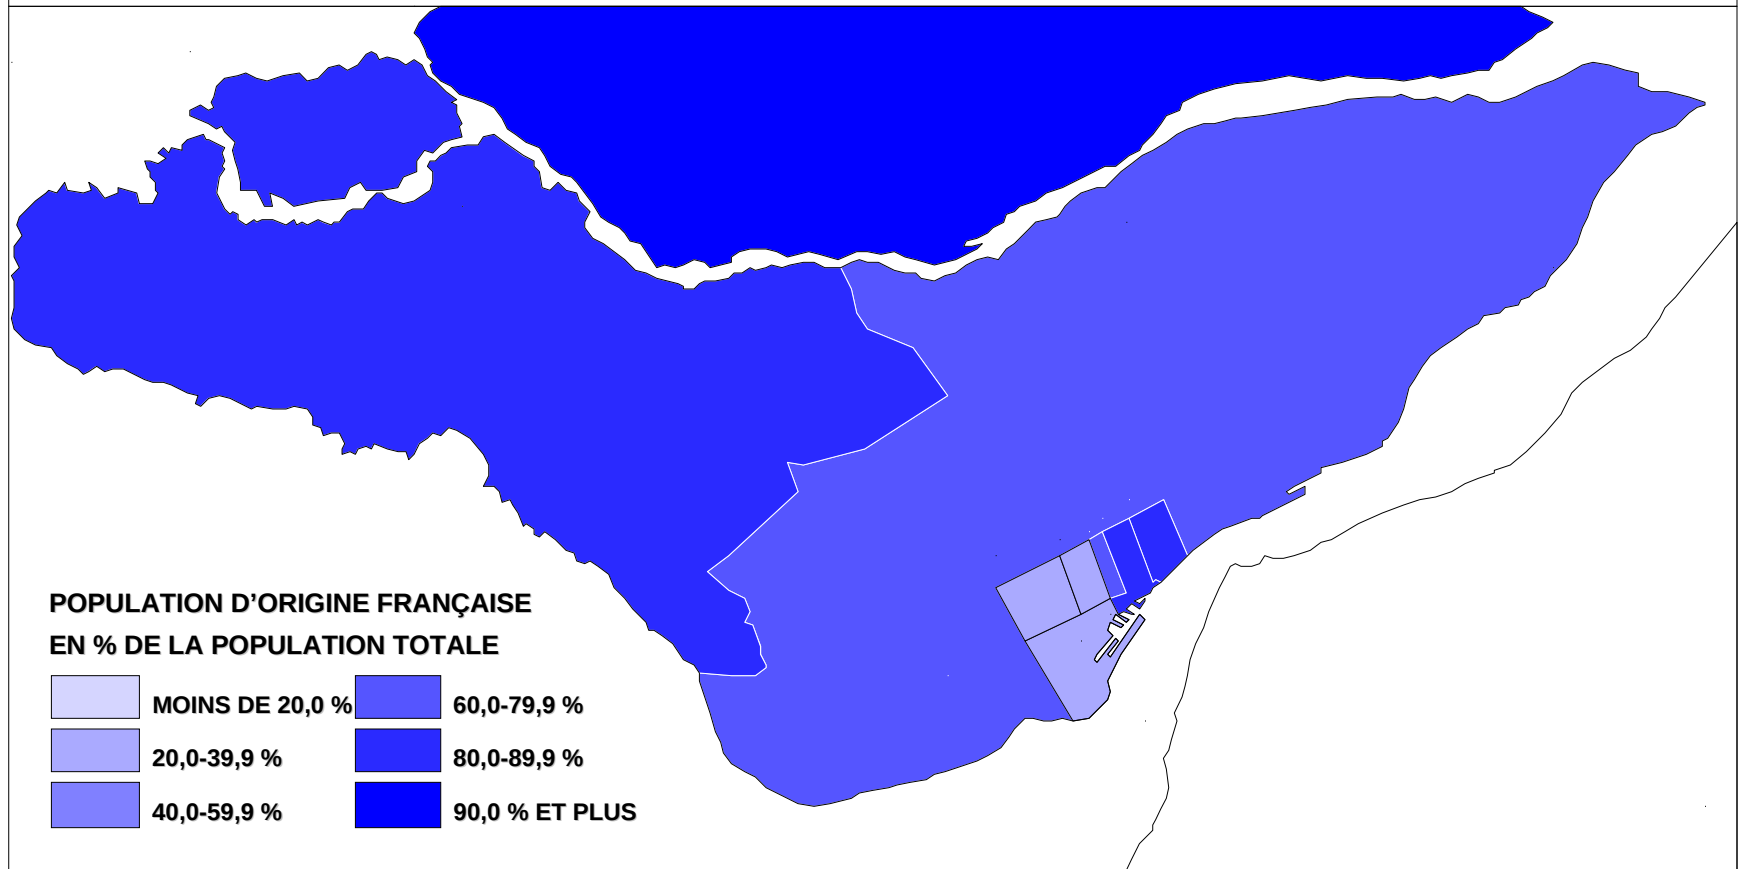 POPULATION D’ORIGINE FRANÇAISE
EN % DE LA POPULATION TOTALE
MOINS DE 20,0 %
20,0-39,9 %
40,0-59,9 %
60,0-79,9 %
80,0-89,9 %
90,0 % ET PLUS